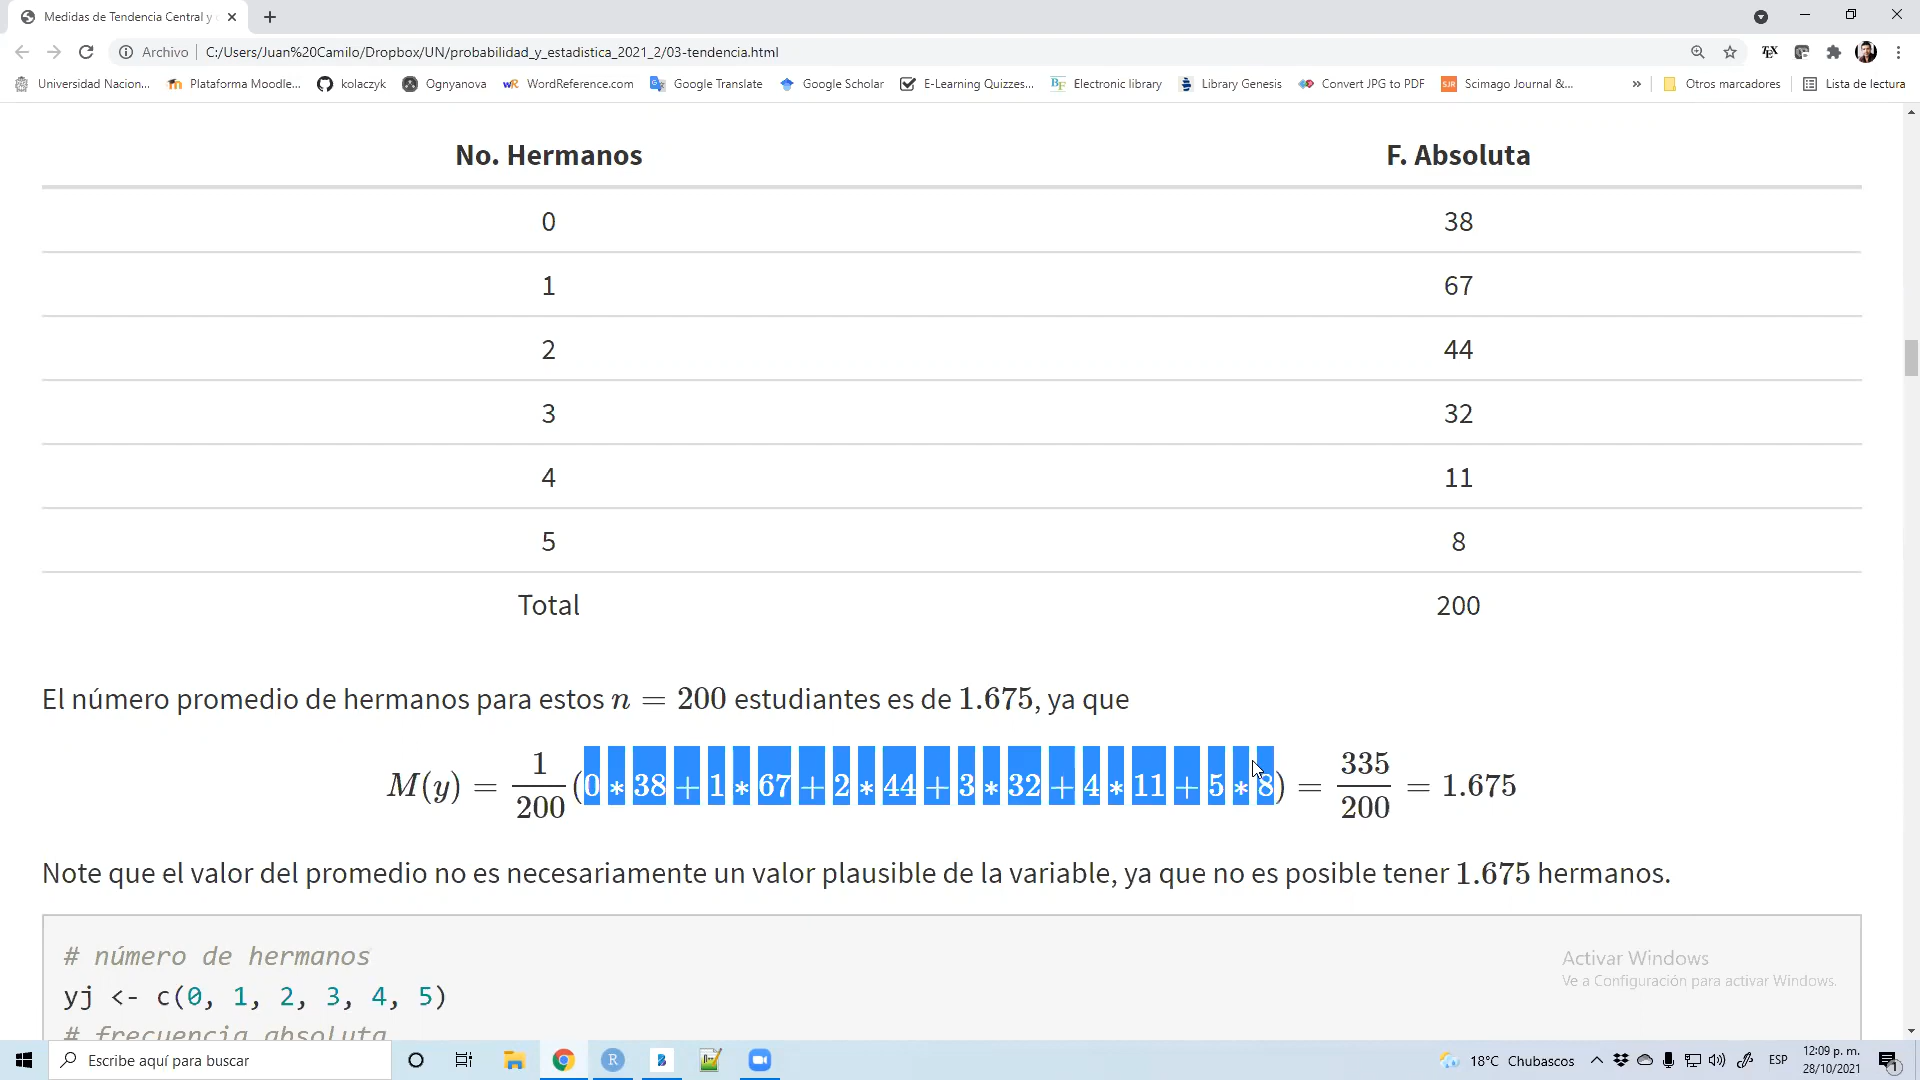 Medidas de Tendencia Central y
Archivo C:/Users/Juan%20Camilo/Dropbox/UN/probabilidad_y_estadistica_2021_2/03-tendencia.html
Universidad Nacion... Plataforma Moodle... kolaczyk Ognyanova WordReference.com Google Translate Google Scholar E-Learning Quizzes... Electronic library Library Genesis Convert JPG to PDF Scimago Journal &... » Otros marcadores Lista de lectura
No. Hermanos F. Absoluta
0 38
1 67
2 44
3 32
4 11
5 8
Total 200
El número promedio de hermanos para estos n = 200 estudiantes es de 1.675, ya que
M(y) = 1/200 (0 * 38 + 1 * 67 + 2 * 44 + 3 * 32 + 4 * 11 + 5 * 8) = 335/200 = 1.675
Note que el valor del promedio no es necesariamente un valor plausible de la variable, ya que no es posible tener 1.675 hermanos.
# número de hermanos
yj <- c(0, 1, 2, 3, 4, 5)
# frecuencia absoluta
Activar Windows
Ve a Configuración para activar Windows.
Escribe aquí para buscar
18°C Chubascos
ESP
12:09 p. m.
28/10/2021